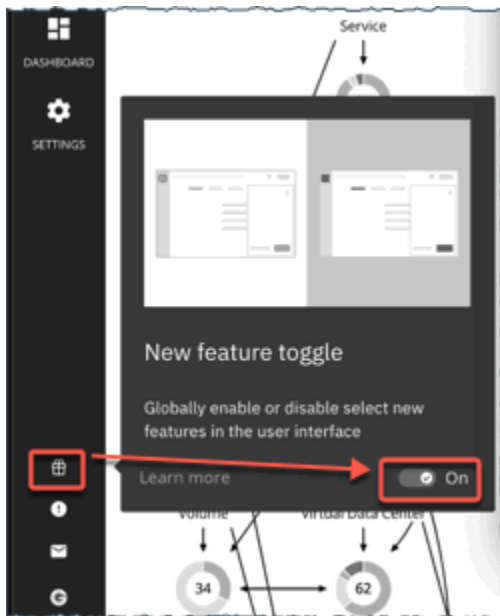 Service
DASHBOARD
SETTINGS
New feature toggle
Globally enable or disable select new
features in the user interface
Learn more
On
Volume
Virtual Data Center
34
62